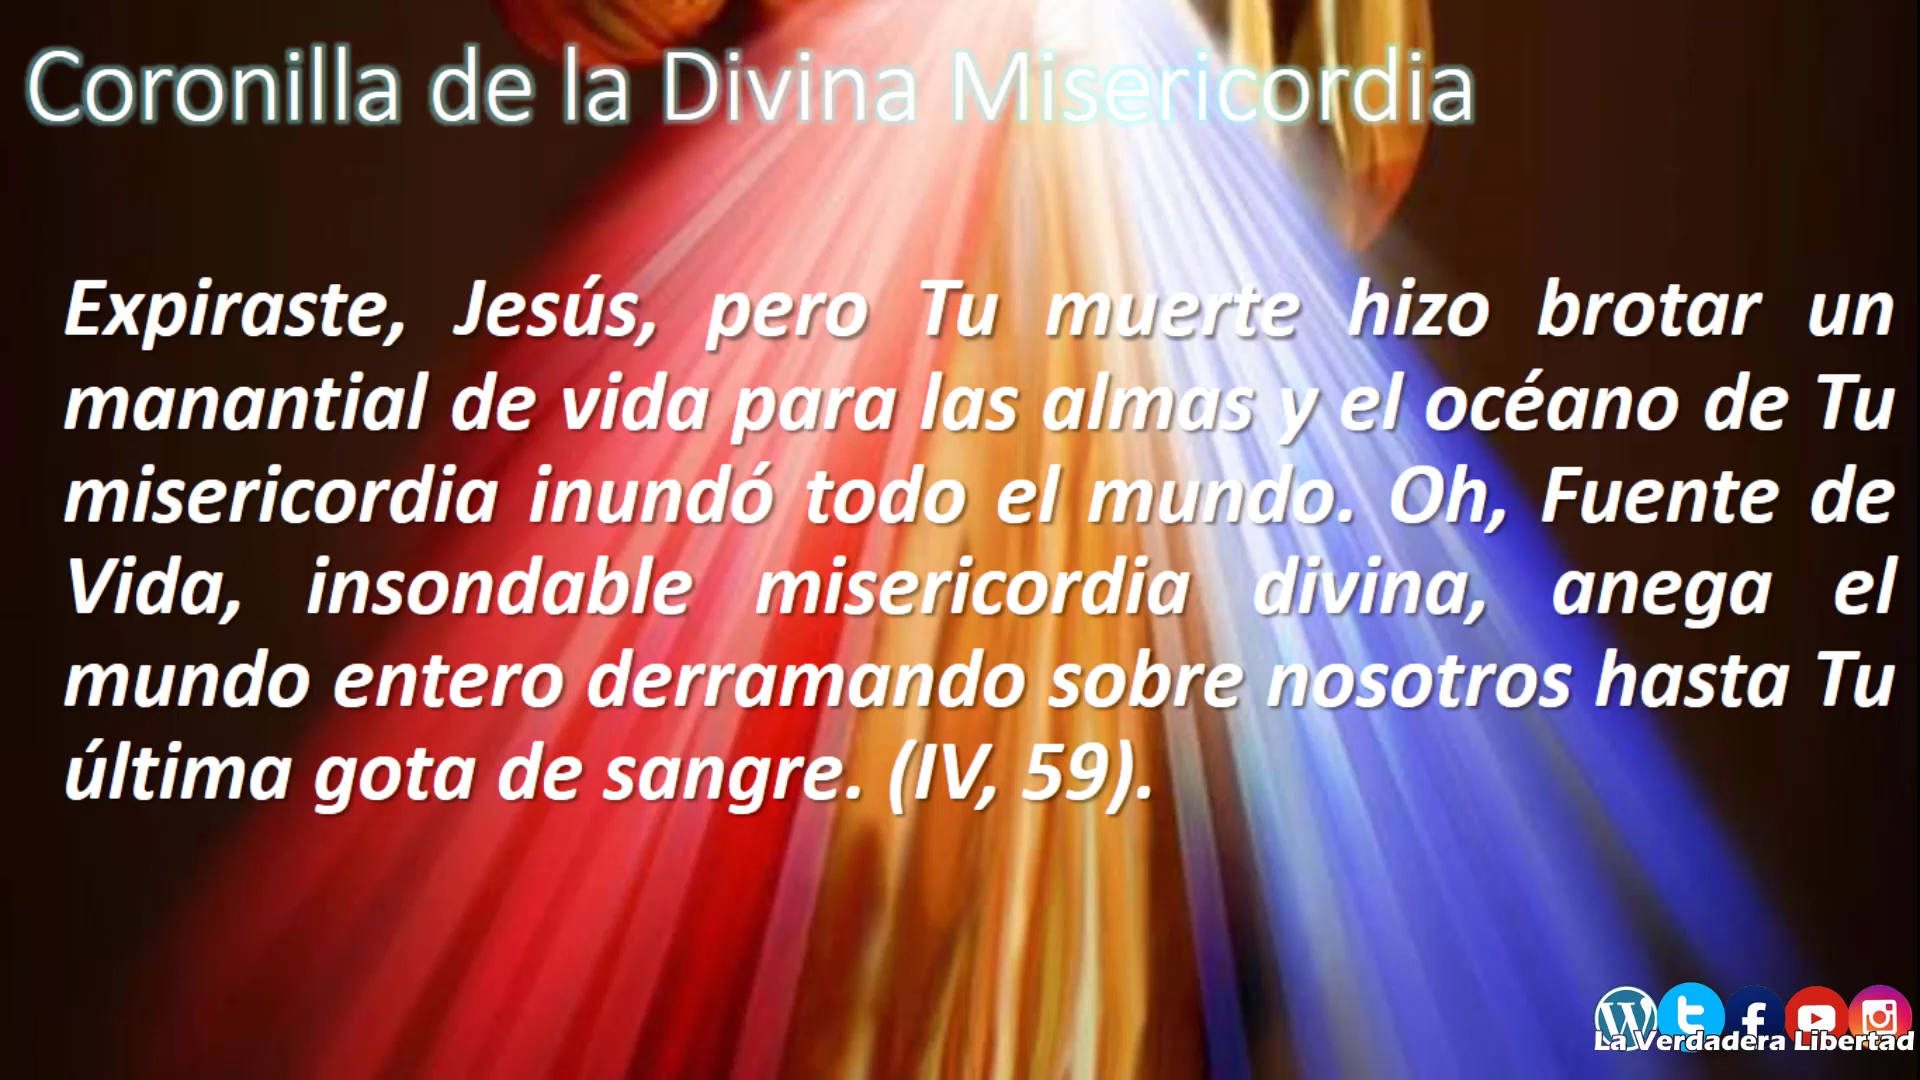 Coronilla de la Divina Misericordia
Expiraste, Jesús, pero Tu muerte hizo brotar un
manantial de vida para las almas y el océano de Tu
misericordia inundó todo el mundo. Oh, Fuente de
Vida, insondable misericordia divina, anega el
mundo entero derramando sobre nosotros hasta Tu
última gota de sangre. (IV, 59).
La Verdadera Libertad